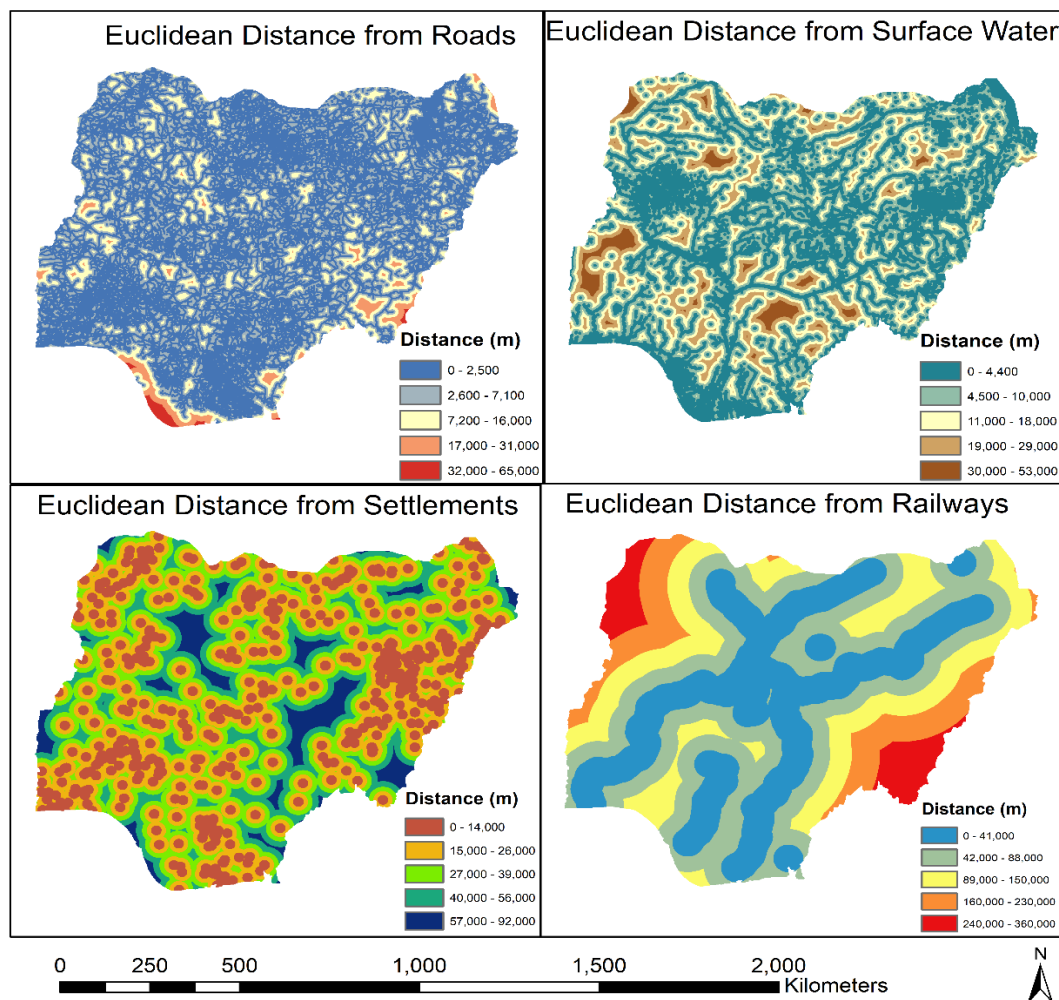 Euclidean Distance from Roads
Distance (m)
0 - 2,500
2,600 - 7,100
7,200 - 16,000
17,000 - 31,000
32,000 - 65,000
Euclidean Distance from Surface Water
Distance (m)
0 - 4,400
4,500 - 10,000
11,000 - 18,000
19,000 - 29,000
30,000 - 53,000
Euclidean Distance from Settlements
Distance (m)
0 - 14,000
15,000 - 26,000
27,000 - 39,000
40,000 - 56,000
57,000 - 92,000
Euclidean Distance from Railways
Distance (m)
0 - 41,000
42,000 - 88,000
89,000 - 150,000
160,000 - 230,000
240,000 - 360,000
0 250 500 1,000 1,500 2,000
Kilometers
N